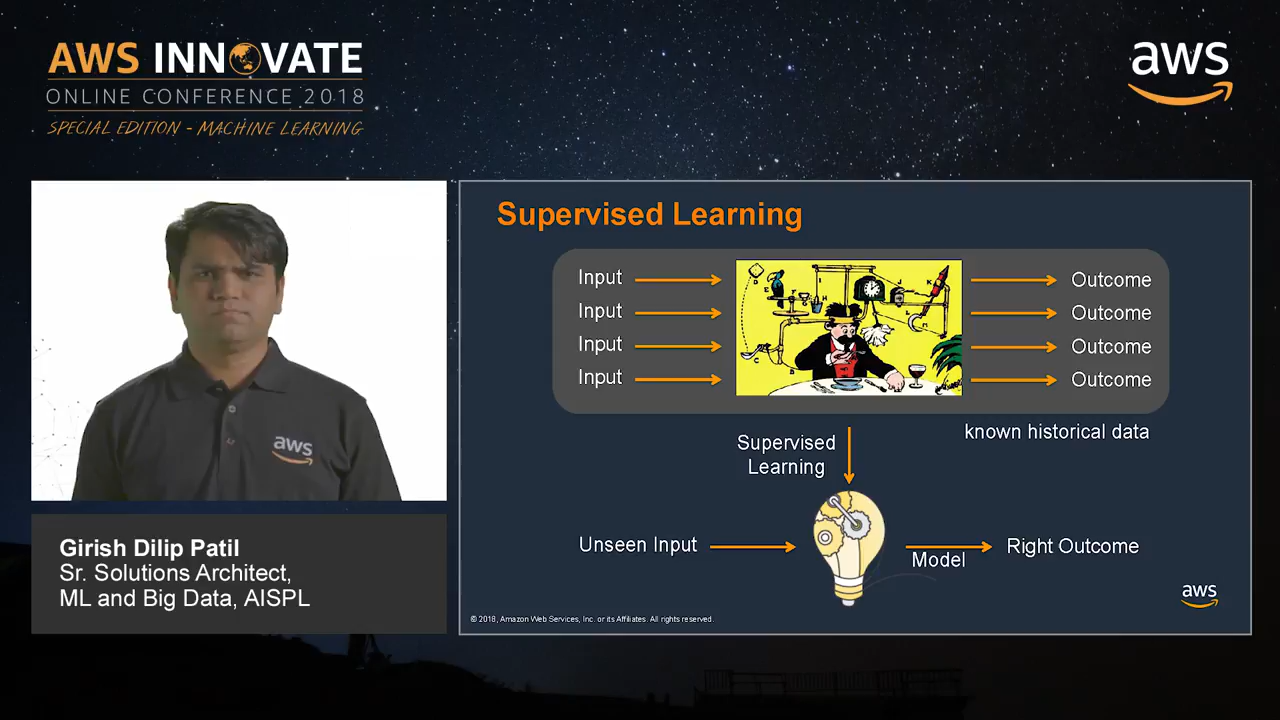 AWS INNOVATE
ONLINE CONFERENCE 2018
SPECIAL EDITION - MACHINE LEARNING
aws
aws
Girish Dilip Patil
Sr. Solutions Architect,
ML and Big Data, AISPL
Supervised Learning
Input
Input
Input
Input
Outcome
Outcome
Outcome
Outcome
known historical data
Supervised
Learning
Unseen Input
Model
Right Outcome
aws
© 2018, Amazon Web Services, Inc. or its Affiliates. All rights reserved.